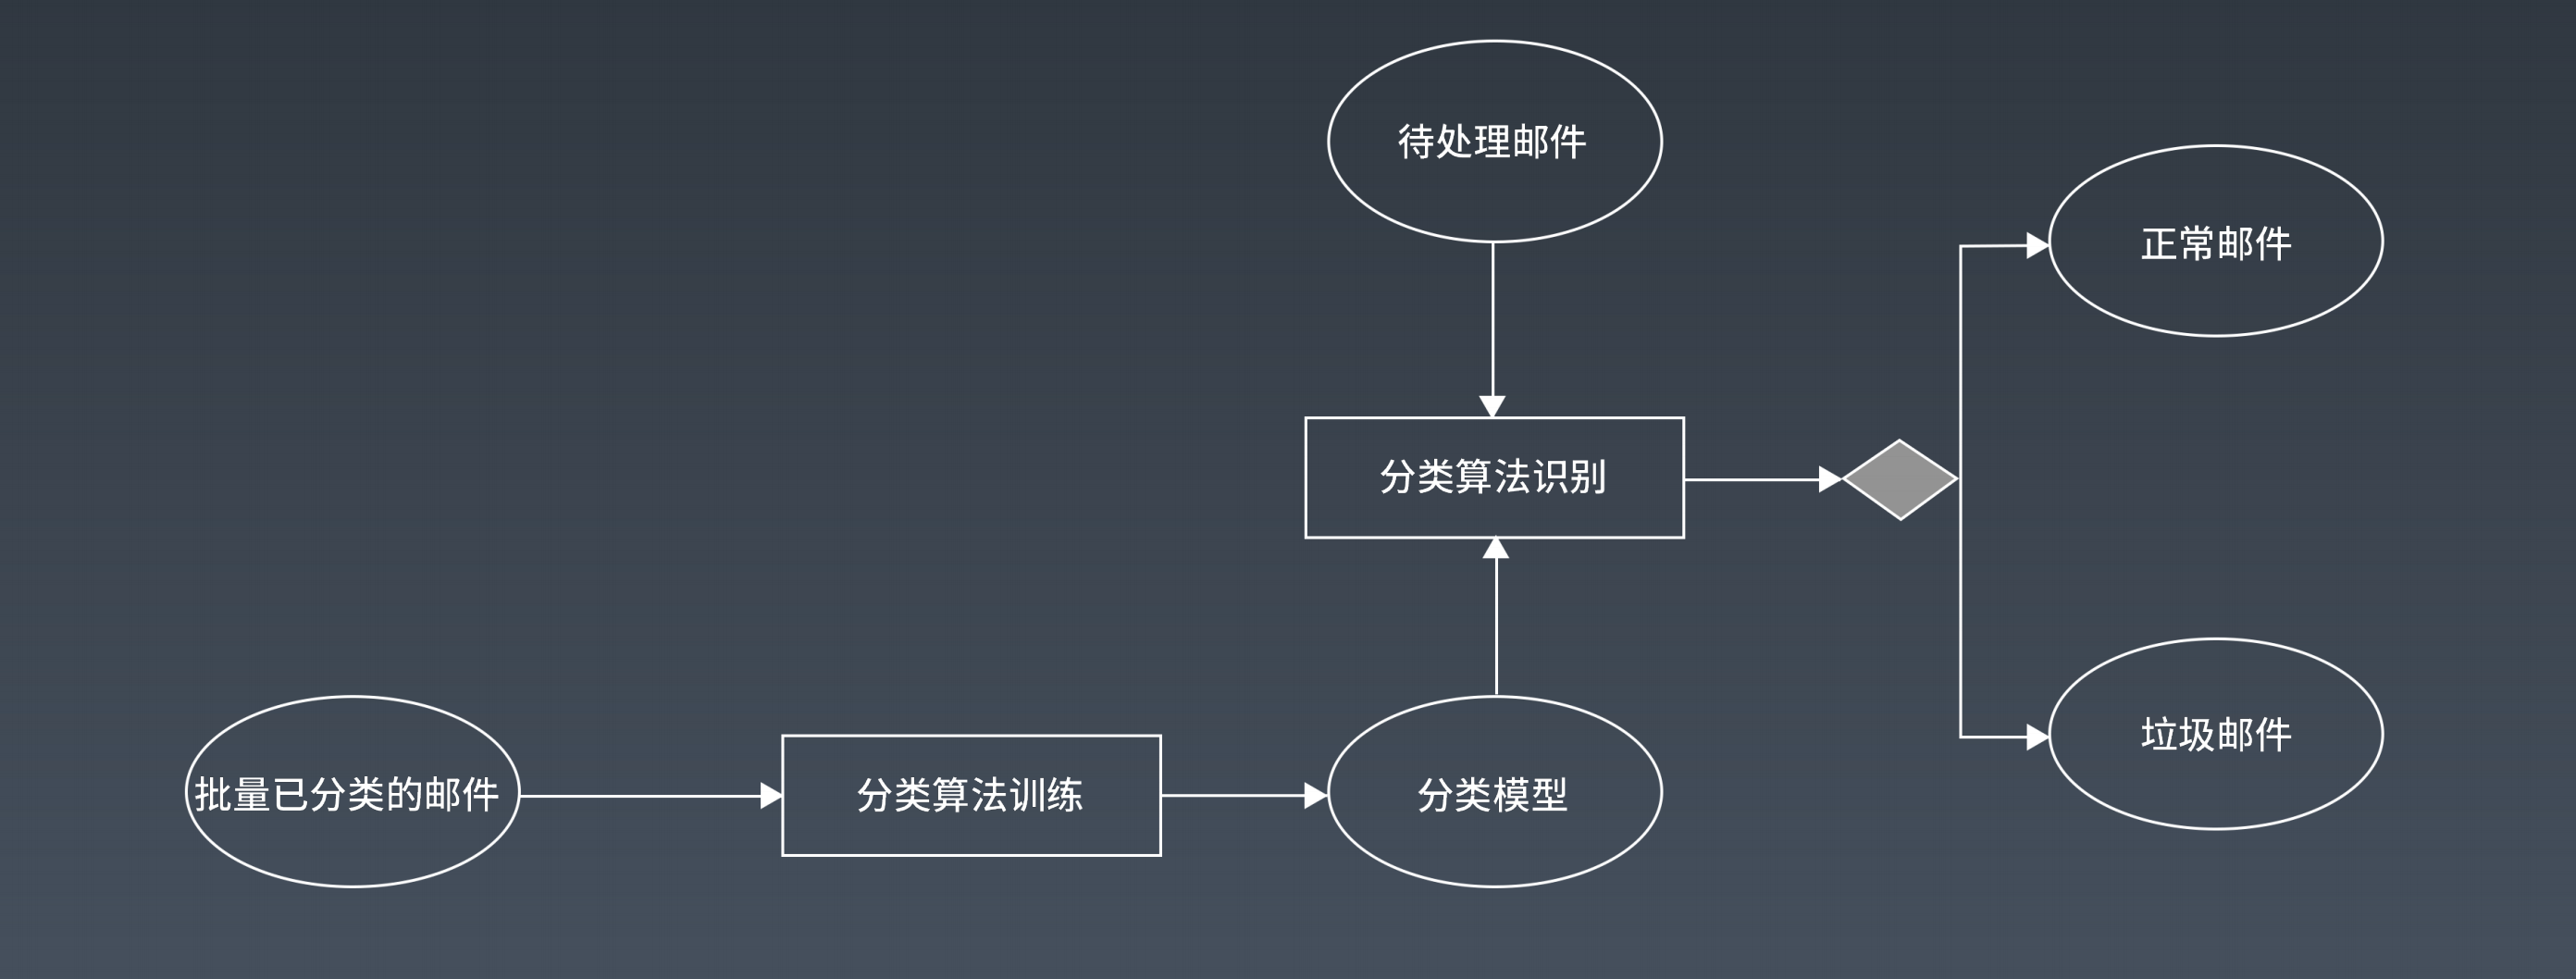 待处理邮件
正常邮件
分类算法识别
垃圾邮件
批量已分类的邮件
分类算法训练
分类模型